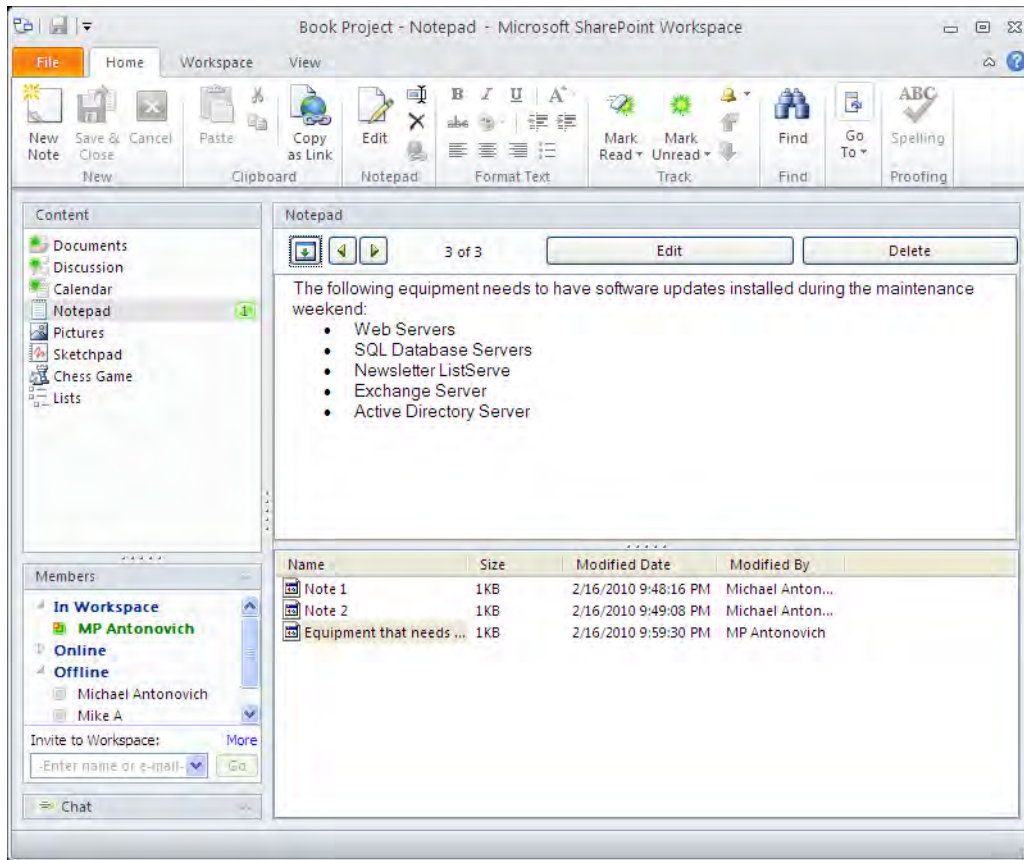 Book Project - Notepad - Microsoft SharePoint Workspace
File Home Workspace View
New Note
Save & Close
Cancel
New
Paste
Copy as Link
Clipboard
Edit
Notepad
B I U A
abc
Format Text
Mark Read
Mark Unread
Track
Find
Find
Go To
ABC
Spelling
Proofing
Content
Documents
Discussion
Calendar
Notepad 1
Pictures
Sketchpad
Chess Game
Lists
Members
In Workspace
MP Antonovich
Online
Offline
Michael Antonovich
Mike A
Invite to Workspace: More
-Enter name or e-mail- Go
Chat
Notepad
3 of 3 Edit Delete
The following equipment needs to have software updates installed during the maintenance
weekend:
• Web Servers
• SQL Database Servers
• Newsletter ListServe
• Exchange Server
• Active Directory Server
Name Size Modified Date Modified By
Note 1 1KB 2/16/2010 9:48:16 PM Michael Anton...
Note 2 1KB 2/16/2010 9:49:08 PM Michael Anton...
Equipment that needs ... 1KB 2/16/2010 9:59:30 PM MP Antonovich